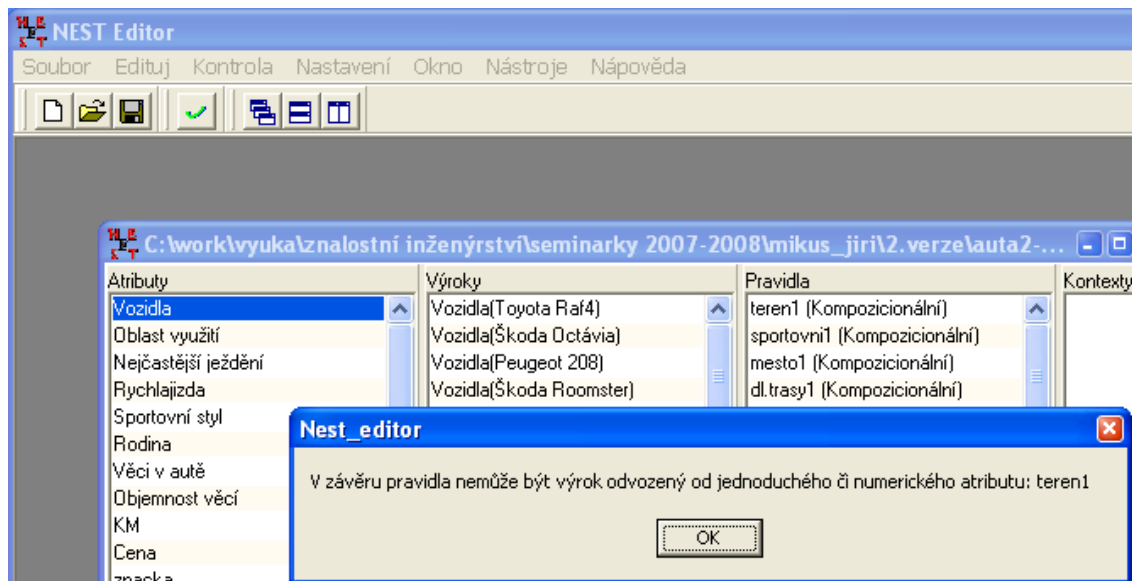 NEST Editor
Soubor Edituj Kontrola Nastavení Okno Nástroje Nápověda
C:\work\vyuka\znalostní inženýrství\seminarky 2007-2008\mikus_jiri\2.verze\auta2-...
Atributy Výroky Pravidla Kontexty
Vozidla Vozidla(Toyota Raf4) teren1 (Kompozicionální)
Oblast využití Vozidla(Škoda Octávia) sportovni1 (Kompozicionální)
Nejčastější ježdění Vozidla(Peugeot 208) mesto1 (Kompozicionální)
Rychlajizda Vozidla(Škoda Roomster) dl.trasy1 (Kompozicionální)
Sportovní styl
Rodina
Věci v autě
Objemnost věcí
KM
Cena
znacka
Nest_editor
V závěru pravidla nemůže být výrok odvozený od jednoduchého či numerického atributu: teren1
OK